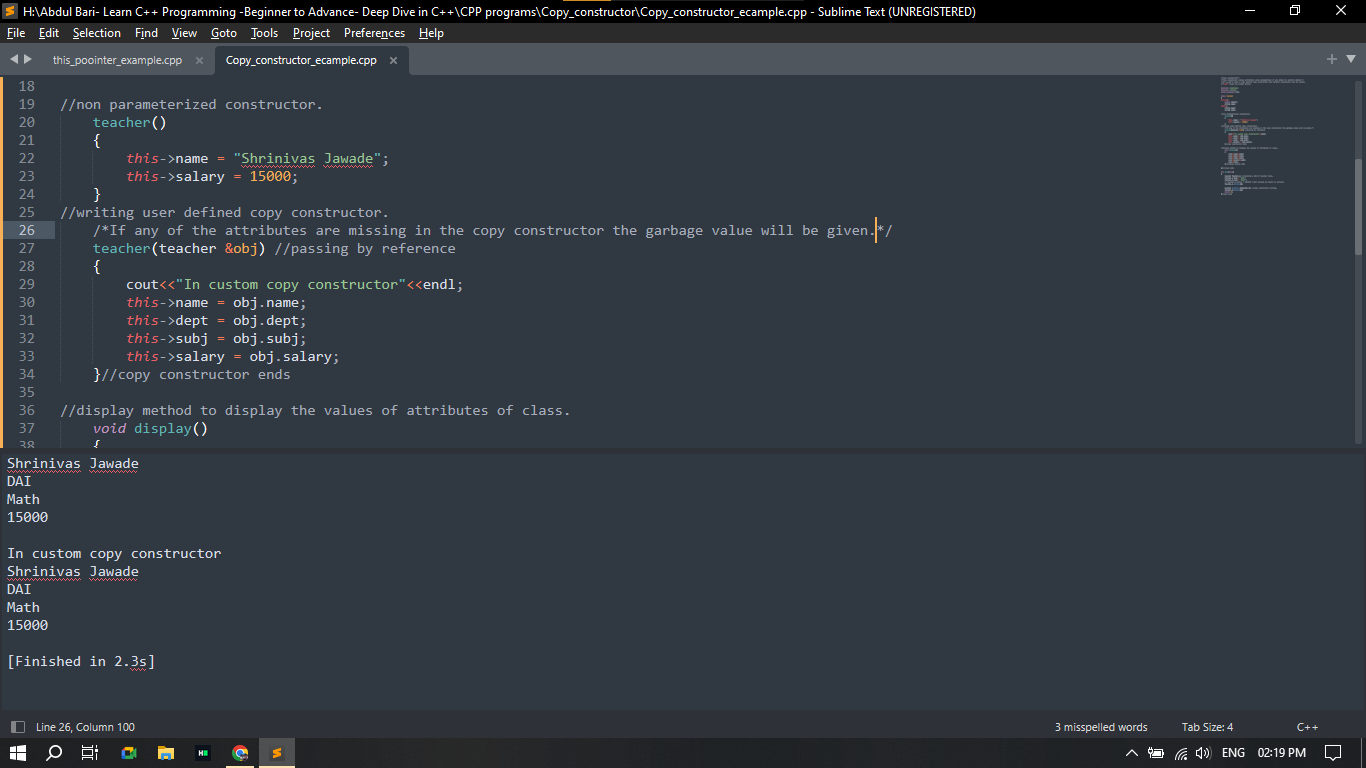 H:\Abdul Bari- Learn C++ Programming -Beginner to Advance- Deep Dive in C++\CPP programs\Copy_constructor\Copy_constructor_ecample.cpp - Sublime Text (UNREGISTERED)
File Edit Selection Find View Goto Tools Project Preferences Help
this_poointer_example.cpp × Copy_constructor_ecample.cpp ×
18
19 //non parameterized constructor.
20 teacher()
21 {
22 this->name = "Shrinivas Jawade";
23 this->salary = 15000;
24 }
25 //writing user defined copy constructor.
26 /*If any of the attributes are missing in the copy constructor the garbage value will be given.*/
27 teacher(teacher &obj) //passing by reference
28 {
29 cout<<"In custom copy constructor"<<endl;
30 this->name = obj.name;
31 this->dept = obj.dept;
32 this->subj = obj.subj;
33 this->salary = obj.salary;
34 }//copy constructor ends
35
36 //display method to display the values of attributes of class.
37 void display()
38 {
Shrinivas Jawade
DAI
Math
15000
In custom copy constructor
Shrinivas Jawade
DAI
Math
15000
[Finished in 2.3s]
Line 26, Column 100 3 misspelled words Tab Size: 4 C++
ENG 02:19 PM